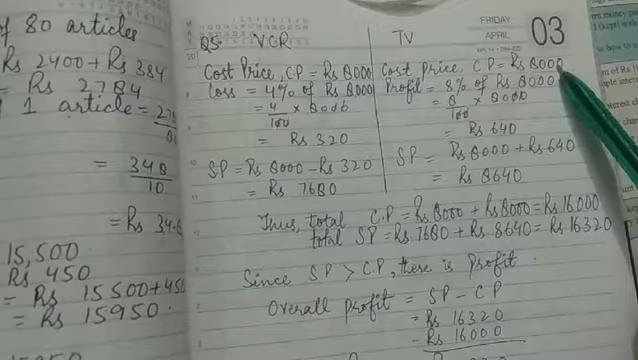 of 80 articles
Rs 2400 + Rs 384
= Rs 2784
1 article =
= 348
10
= Rs 34.8
15,500
Rs 450
= Rs 15500 + 450
= Rs 15950.
FRIDAY
APRIL
03
Q5. VCR
Cost Price, CP = Rs 8000
Loss = 4% of Rs 8000
= 4/100 × 8000
= Rs 320
SP = Rs 8000 - Rs 320
= Rs 7680
TV
Cost Price, CP = Rs 8000
Profit = 8% of Rs 8000
= 8/100 × 8000
= Rs 640
SP = Rs 8000 + Rs 640
= Rs 8640
Thus, total C.P = Rs 8000 + Rs 8000 = Rs 16000
total SP = Rs 7680 + Rs 8640 = Rs 16320
Since SP > CP, there is profit.
Overall profit = SP - CP
= Rs 16320
- Rs 16000